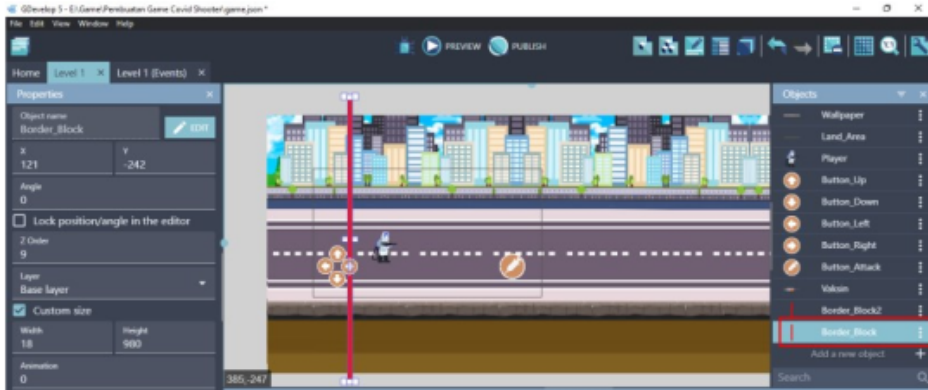 GDevelop 5 - E:\Game\Pembuatan Game Covid Shooter\game.json *
File Edit View Window Help
PREVIEW PUBLISH
Home Level 1 × Level 1 (Events) ×
Properties ×
Object name
Border_Block
EDIT
X Y
121 -242
Angle
0
Lock position/angle in the editor
Z Order
9
Layer
Base layer
Custom size
Width Height
18 980
Animation
0
385;-247
Objects ×
Wallpaper
Land_Area
Player
Button_Up
Button_Down
Button_Left
Button_Right
Button_Attack
Vaksin
Border_Block2
Border_Block
Add a new object +
Search